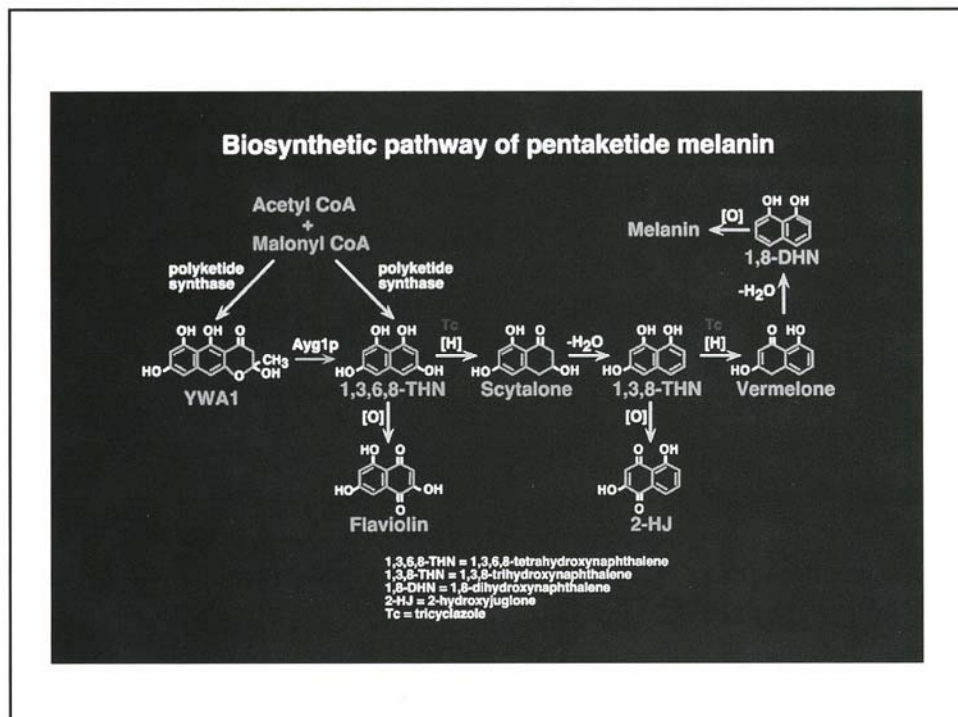 Biosynthetic pathway of pentaketide melanin
Acetyl CoA
+
Malonyl CoA
polyketide
synthase
polyketide
synthase
OH OH O
HO
O
CH3
OH
YWA1
Ayg1p
OH OH
HO OH
1,3,6,8-THN
Tc
[H]
OH O
HO OH
Scytalone
-H2O
OH OH
HO
1,3,8-THN
Tc
[H]
O HO
HO
Vermelone
-H2O
OH OH
1,8-DHN
[O]
Melanin
[O]
HO O
HO OH
O
Flaviolin
[O]
O OH
HO
O
2-HJ
1,3,6,8-THN = 1,3,6,8-tetrahydroxynaphthalene
1,3,8-THN = 1,3,8-trihydroxynaphthalene
1,8-DHN = 1,8-dihydroxynaphthalene
2-HJ = 2-hydroxyjuglone
Tc = tricyclazole